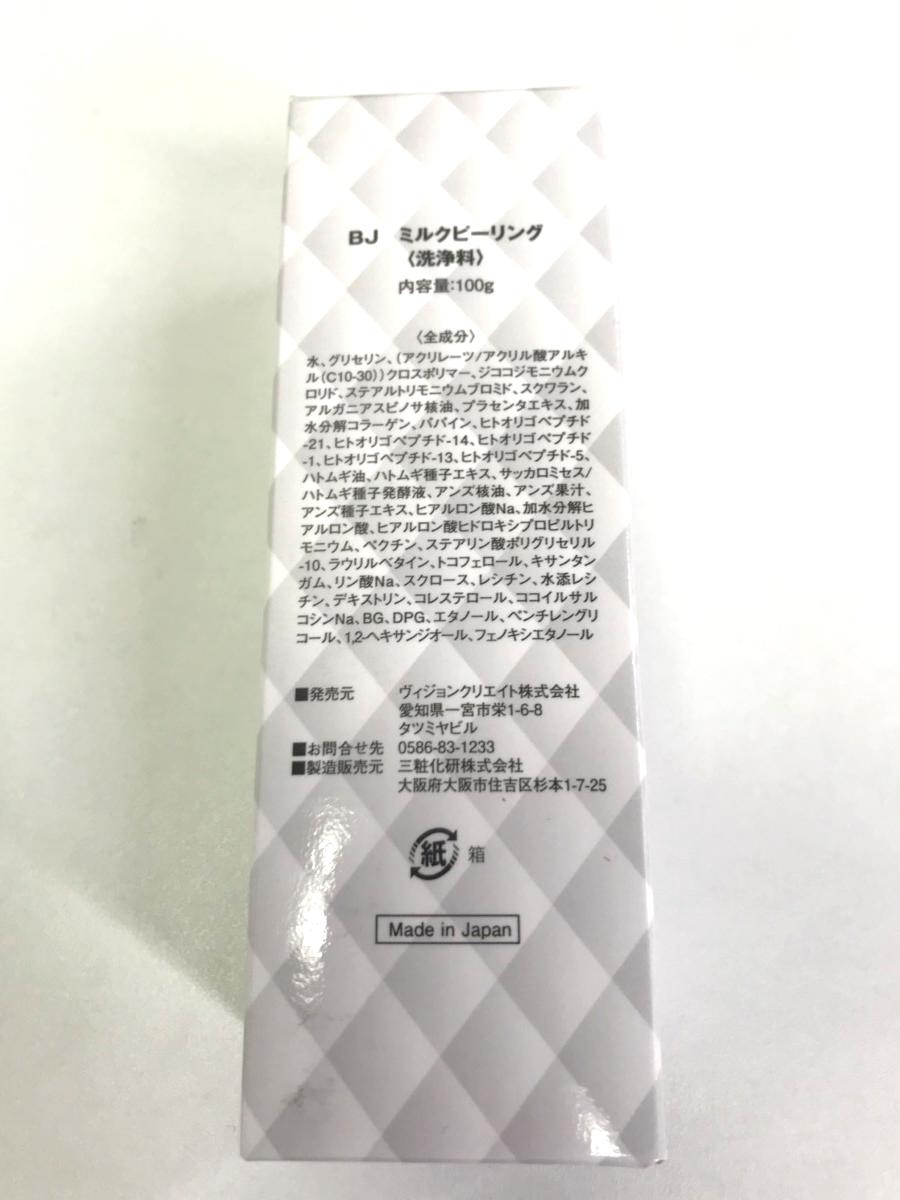 BJ ミルクピーリング
〈洗浄料〉
内容量:100g
〈全成分〉
水、グリセリン、(アクリレーツ/アクリル酸アルキ
ル(C10-30))クロスポリマー、ジココジモニウムク
ロリド、ステアルトリモニウムブロミド、スクワラン、
アルガニアスピノサ核油、プラセンタエキス、加
水分解コラーゲン、パパイン、ヒトオリゴペプチド
-21、ヒトオリゴペプチド-14、ヒトオリゴペプチド
-1、ヒトオリゴペプチド-13、ヒトオリゴペプチド-5、
ハトムギ油、ハトムギ種子エキス、サッカロミセス/
ハトムギ種子発酵液、アンズ核油、アンズ果汁、
アンズ種子エキス、ヒアルロン酸Na、加水分解ヒ
アルロン酸、ヒアルロン酸ヒドロキシプロピルトリ
モニウム、ペクチン、ステアリン酸ポリグリセリル
-10、ラウリルベタイン、トコフェロール、キサンタン
ガム、リン酸Na、スクロース、レシチン、水添レシ
チン、デキストリン、コレステロール、ココイルサル
コシンNa、BG、DPG、エタノール、ペンチレングリ
コール、1,2-ヘキサンジオール、フェノキシエタノール
■発売元 ヴィジョンクリエイト株式会社
愛知県一宮市栄1-6-8
タツミヤビル
■お問合せ先 0586-83-1233
■製造販売元 三粧化研株式会社
大阪府大阪市住吉区杉本1-7-25
紙 箱
Made in Japan